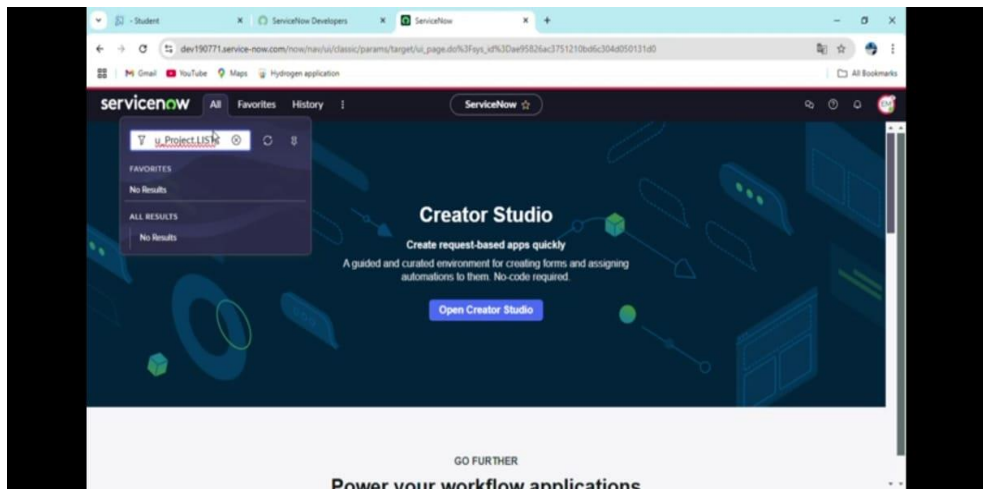 - Student
ServiceNow Developers
ServiceNow
dev190771.service-now.com/now/nav/ui/classic/params/target/ui_page.do%3Fsys_id%3Dae95826ac3751210bd6c304d050131d0
Gmail YouTube Maps Hydrogen application All Bookmarks
servicenow All Favorites History ServiceNow
u_Project.LIST
FAVORITES
No Results
ALL RESULTS
No Results
Creator Studio
Create request-based apps quickly
A guided and curated environment for creating forms and assigning
automations to them. No-code required.
Open Creator Studio
GO FURTHER
Power your workflow applications